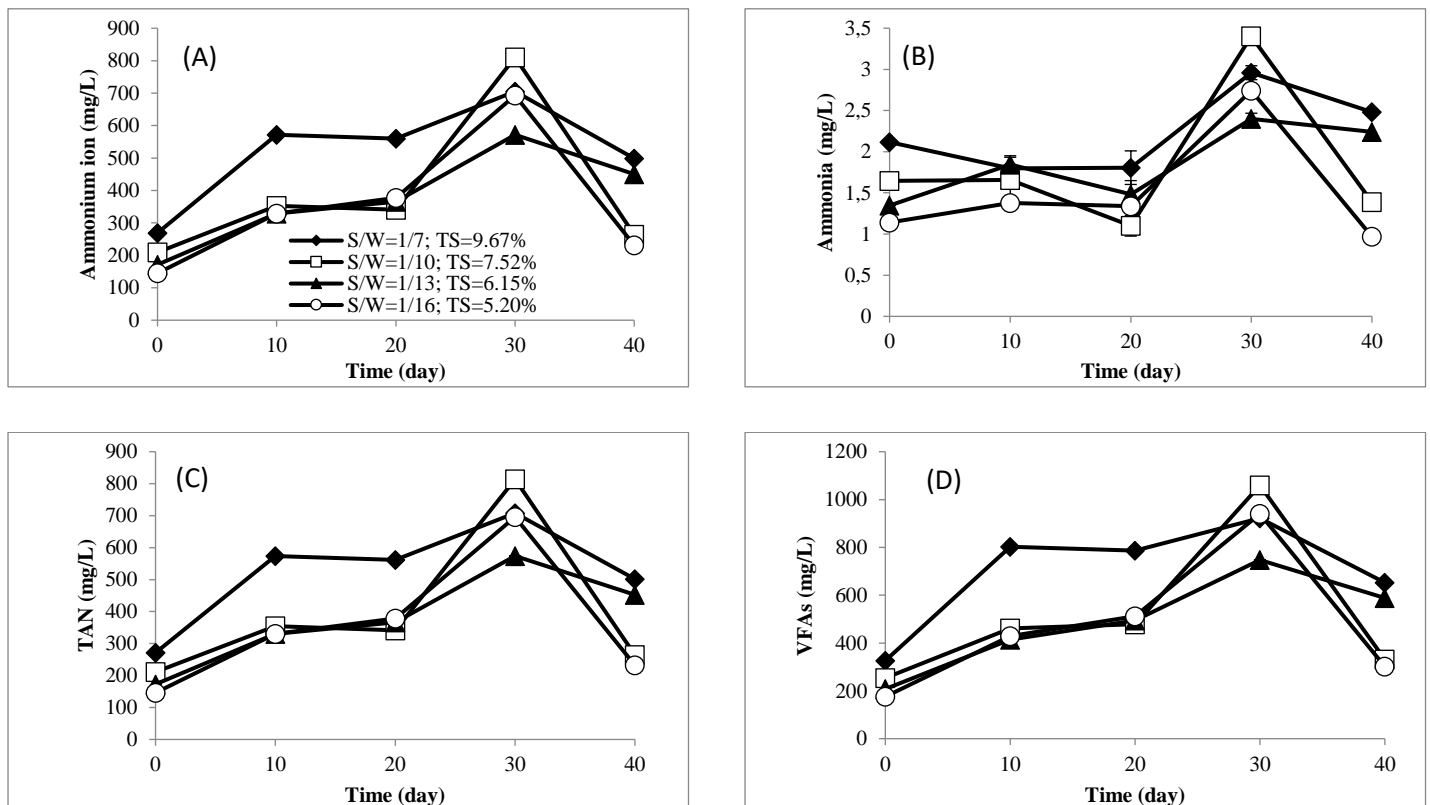 (A)
Ammonium ion (mg/L)
900
800
700
600
500
400
300
200
100
0
S/W=1/7; TS=9.67%
S/W=1/10; TS=7.52%
S/W=1/13; TS=6.15%
S/W=1/16; TS=5.20%
0 10 20 30 40
Time (day)
(B)
Ammonia (mg/L)
3,5
3
2,5
2
1,5
1
0,5
0
0 10 20 30 40
Time (day)
(C)
TAN (mg/L)
900
800
700
600
500
400
300
200
100
0
0 10 20 30 40
Time (day)
(D)
VFAs (mg/L)
1200
1000
800
600
400
200
0
0 10 20 30 40
Time (day)